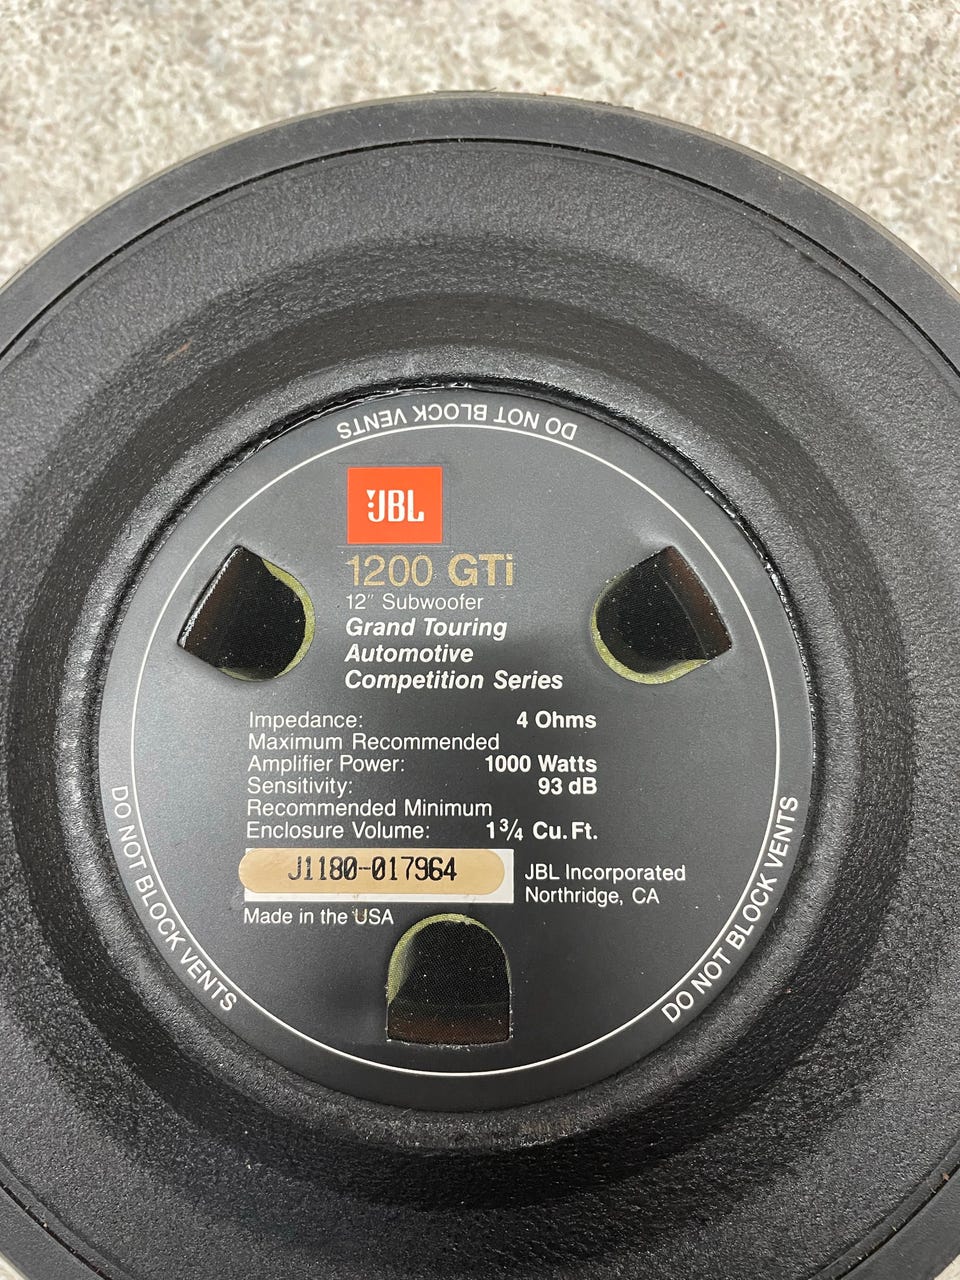 DO NOT BLOCK VENTS
JBL
1200 GTi
12" Subwoofer
Grand Touring
Automotive
Competition Series
Impedance: 4 Ohms
Maximum Recommended
Amplifier Power: 1000 Watts
Sensitivity: 93 dB
Recommended Minimum
Enclosure Volume: 1 3/4 Cu. Ft.
J1180-017964
JBL Incorporated
Northridge, CA
Made in the USA
DO NOT BLOCK VENTS
DO NOT BLOCK VENTS